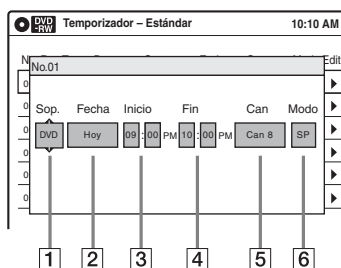 DVD -RW Temporizador – Estándar 10:10 AM
Edit
No.01
Sop. Fecha Inicio Fin Can Modo
DVD Hoy 09 : 00 PM 10 : 00 PM Can 8 SP
1 2 3 4 5 6